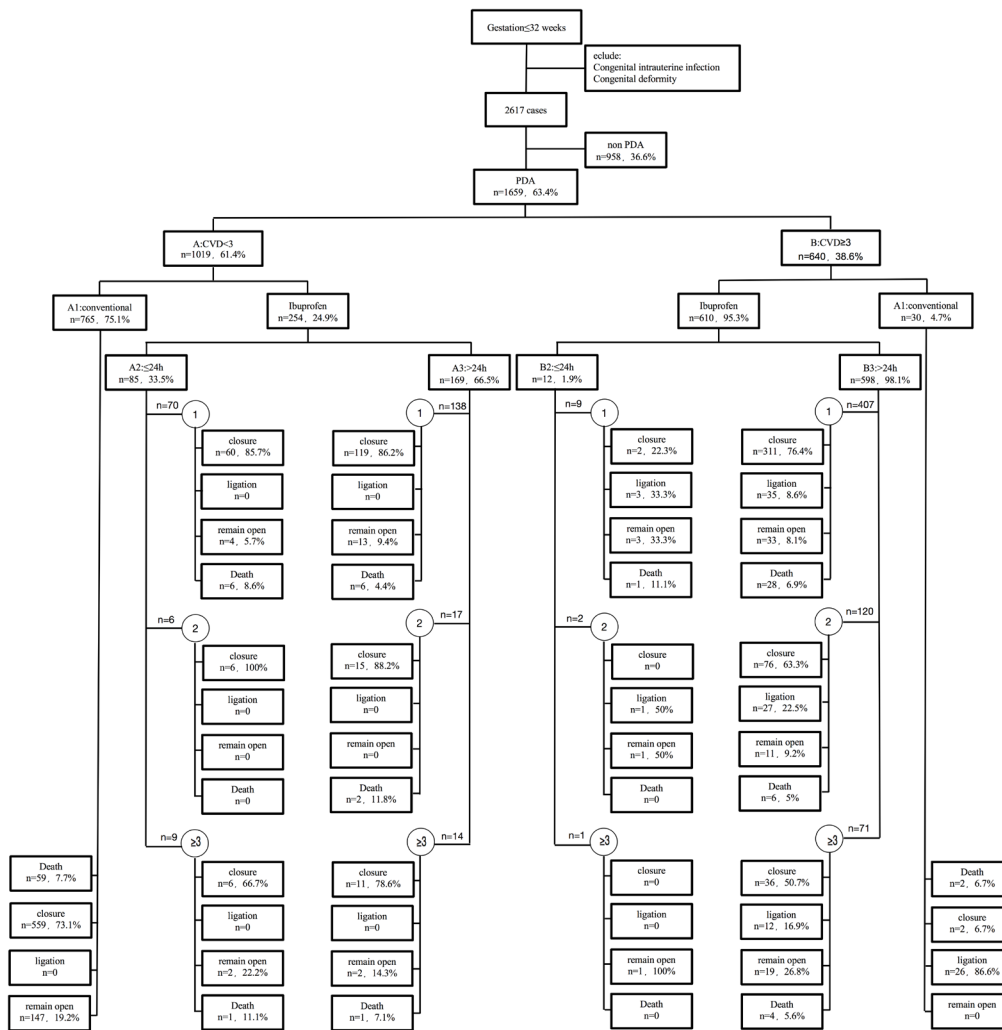 Gestation≤32 weeks
eclude:
Congenital intrauterine infection
Congenital deformity
2617 cases
non PDA
n=958、36.6%
PDA
n=1659、63.4%
A:CVD<3
n=1019、61.4%
B:CVD≥3
n=640、38.6%
A1:conventional
n=765、75.1%
Ibuprofen
n=254、24.9%
Ibuprofen
n=610、95.3%
A1:conventional
n=30、4.7%
A2:≤24h
n=85、33.5%
A3:>24h
n=169、66.5%
B2:≤24h
n=12、1.9%
B3:>24h
n=598、98.1%
n=70
1
closure
n=60、85.7%
ligation
n=0
remain open
n=4、5.7%
Death
n=6、8.6%
n=6
2
closure
n=6、100%
ligation
n=0
remain open
n=0
Death
n=0
n=9
≥3
closure
n=6、66.7%
ligation
n=0
remain open
n=2、22.2%
Death
n=1、11.1%
n=138
1
closure
n=119、86.2%
ligation
n=0
remain open
n=13、9.4%
Death
n=6、4.4%
n=17
2
closure
n=15、88.2%
ligation
n=0
remain open
n=0
Death
n=2、11.8%
n=14
≥3
closure
n=11、78.6%
ligation
n=0
remain open
n=2、14.3%
Death
n=1、7.1%
n=9
1
closure
n=2、22.3%
ligation
n=3、33.3%
remain open
n=3、33.3%
Death
n=1、11.1%
n=2
2
closure
n=0
ligation
n=1、50%
remain open
n=1、50%
Death
n=0
n=1
≥3
closure
n=0
ligation
n=0
remain open
n=1、100%
Death
n=0
n=407
1
closure
n=311、76.4%
ligation
n=35、8.6%
remain open
n=33、8.1%
Death
n=28、6.9%
n=120
2
closure
n=76、63.3%
ligation
n=27、22.5%
remain open
n=11、9.2%
Death
n=6、5%
n=71
≥3
closure
n=36、50.7%
ligation
n=12、16.9%
remain open
n=19、26.8%
Death
n=4、5.6%
Death
n=59、7.7%
closure
n=559、73.1%
ligation
n=0
remain open
n=147、19.2%
Death
n=2、6.7%
closure
n=2、6.7%
ligation
n=26、86.6%
remain open
n=0